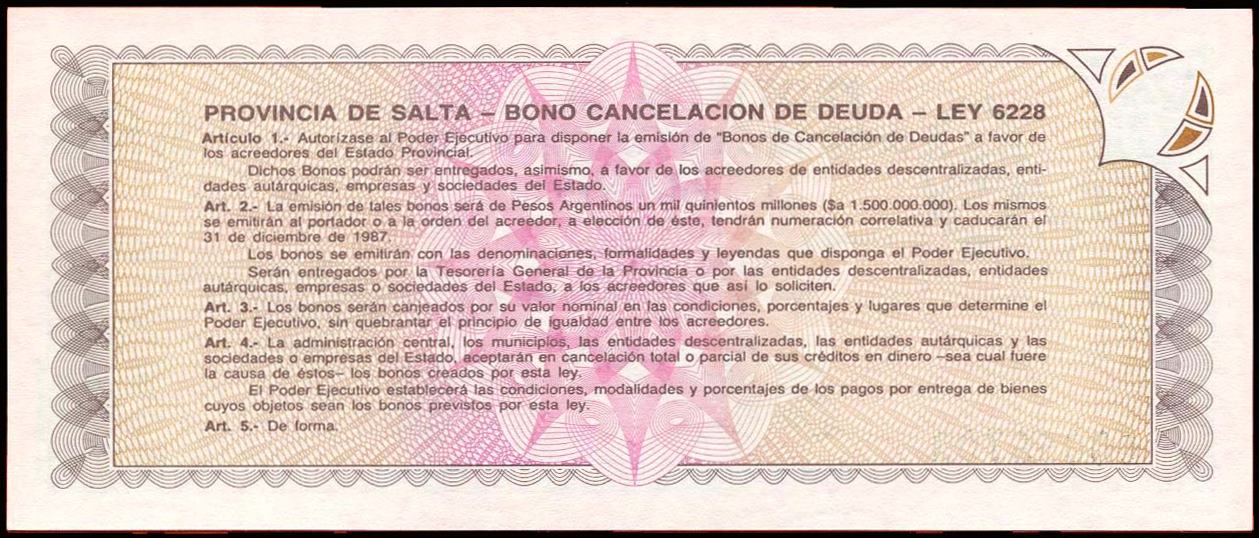 PROVINCIA DE SALTA – BONO CANCELACION DE DEUDA – LEY 6228
Artículo 1.- Autorízase al Poder Ejecutivo para disponer la emisión de "Bonos de Cancelación de Deudas" a favor de
los acreedores del Estado Provincial.
Dichos Bonos podrán ser entregados, asimismo, a favor de los acreedores de entidades descentralizadas, enti-
dades autárquicas, empresas y sociedades del Estado.
Art. 2.- La emisión de tales bonos será de Pesos Argentinos un mil quinientos millones ($a 1.500.000.000). Los mismos
se emitirán al portador o a la orden del acreedor, a elección de éste, tendrán numeración correlativa y caducarán el
31 de diciembre de 1987.
Los bonos se emitirán con las denominaciones, formalidades y leyendas que disponga el Poder Ejecutivo.
Serán entregados por la Tesorería General de la Provincia o por las entidades descentralizadas, entidades
autárquicas, empresas o sociedades del Estado, a los acreedores que así lo soliciten.
Art. 3.- Los bonos serán canjeados por su valor nominal en las condiciones, porcentajes y lugares que determine el
Poder Ejecutivo, sin quebrantar el principio de igualdad entre los acreedores.
Art. 4.- La administración central, los municipios, las entidades descentralizadas, las entidades autárquicas y las
sociedades o empresas del Estado, aceptarán en cancelación total o parcial de sus créditos en dinero –sea cual fuere
la causa de éstos– los bonos creados por esta ley.
El Poder Ejecutivo establecerá las condiciones, modalidades y porcentajes de los pagos por entrega de bienes
cuyos objetos sean los bonos previstos por esta ley.
Art. 5.- De forma.